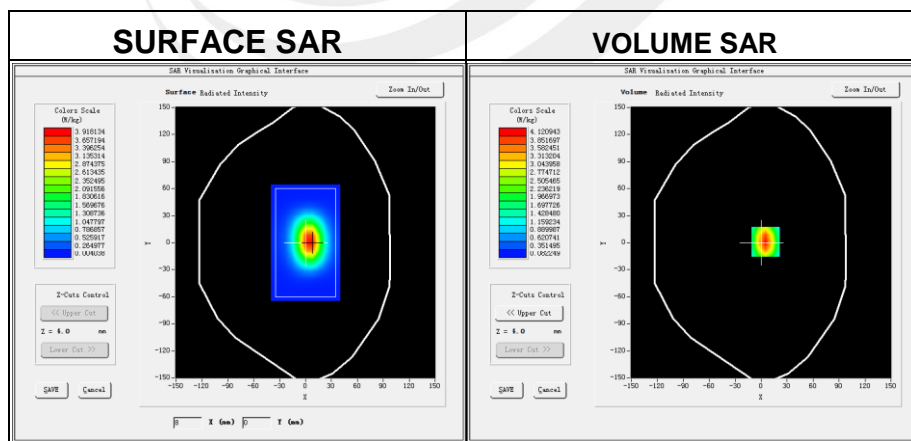 SURFACE SAR
VOLUME SAR
SAR Visualisation Graphical Interface
Surface Radiated Intensity
Zoom In/Out
Colors Scale
(W/kg)
3.918134
3.657194
3.396254
3.135314
2.874375
2.613435
2.352495
2.091556
1.830616
1.569676
1.308736
1.047797
0.786857
0.525917
0.264977
0.004038
Z-Cuts Control
<< Upper Cut
Z = 4.0 mm
Lower Cut >>
SAVE Cancel
150
120
90
60
30
0
-30
-60
-90
-120
-150
Y
-150 -120 -90 -60 -30 0 30 60 90 120 150
X
8 X (mm) 0 Y (mm)
SAR Visualisation Graphical Interface
Volume Radiated Intensity
Zoom In/Out
Colors Scale
(W/kg)
4.120943
3.851697
3.582451
3.313204
3.043958
2.774712
2.505465
2.236219
1.966973
1.697726
1.428480
1.159234
0.889987
0.620741
0.351495
0.082249
Z-Cuts Control
<< Upper Cut
Z = 4.0 mm
Lower Cut >>
SAVE Cancel
150
120
90
60
30
0
-30
-60
-90
-120
-150
Y
-150 -120 -90 -60 -30 0 30 60 90 120 150
X